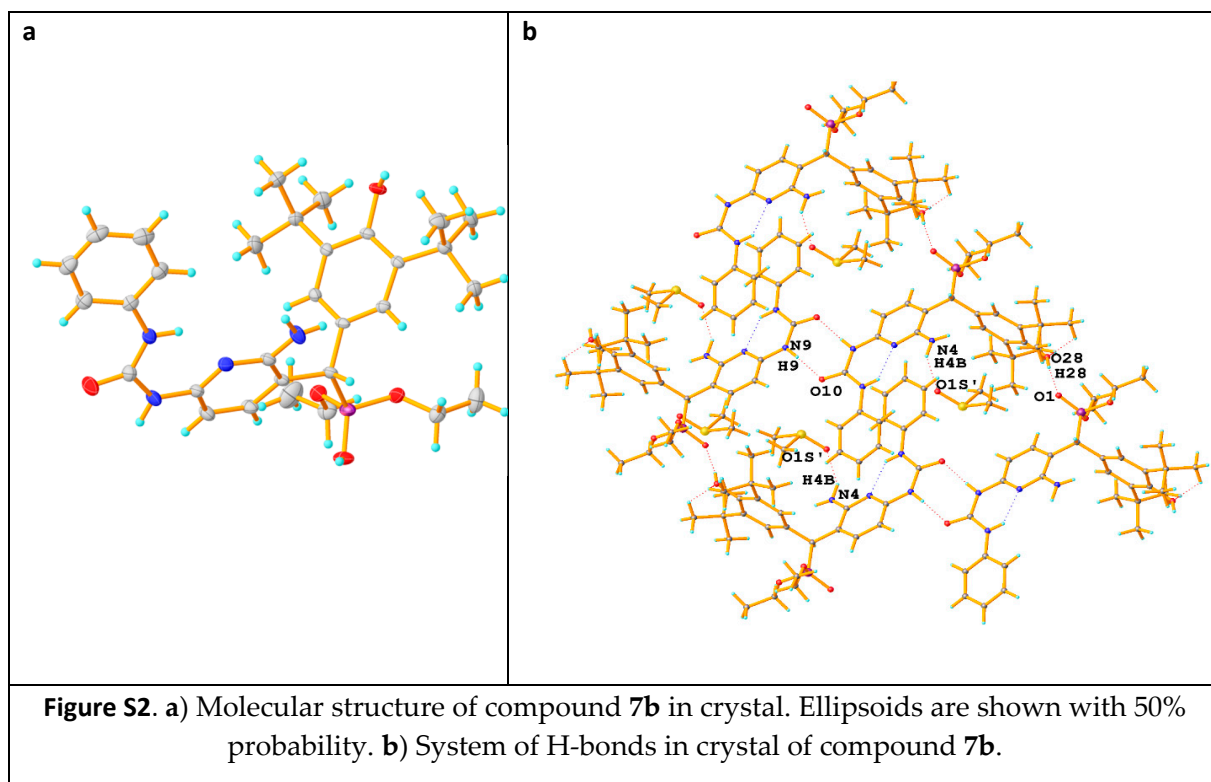 a
b
N9
H9
O10
N4
H4B
O1S'
O28
H28
O1
O1S'
H4B
N4
Figure S2. a) Molecular structure of compound 7b in crystal. Ellipsoids are shown with 50%
probability. b) System of H-bonds in crystal of compound 7b.